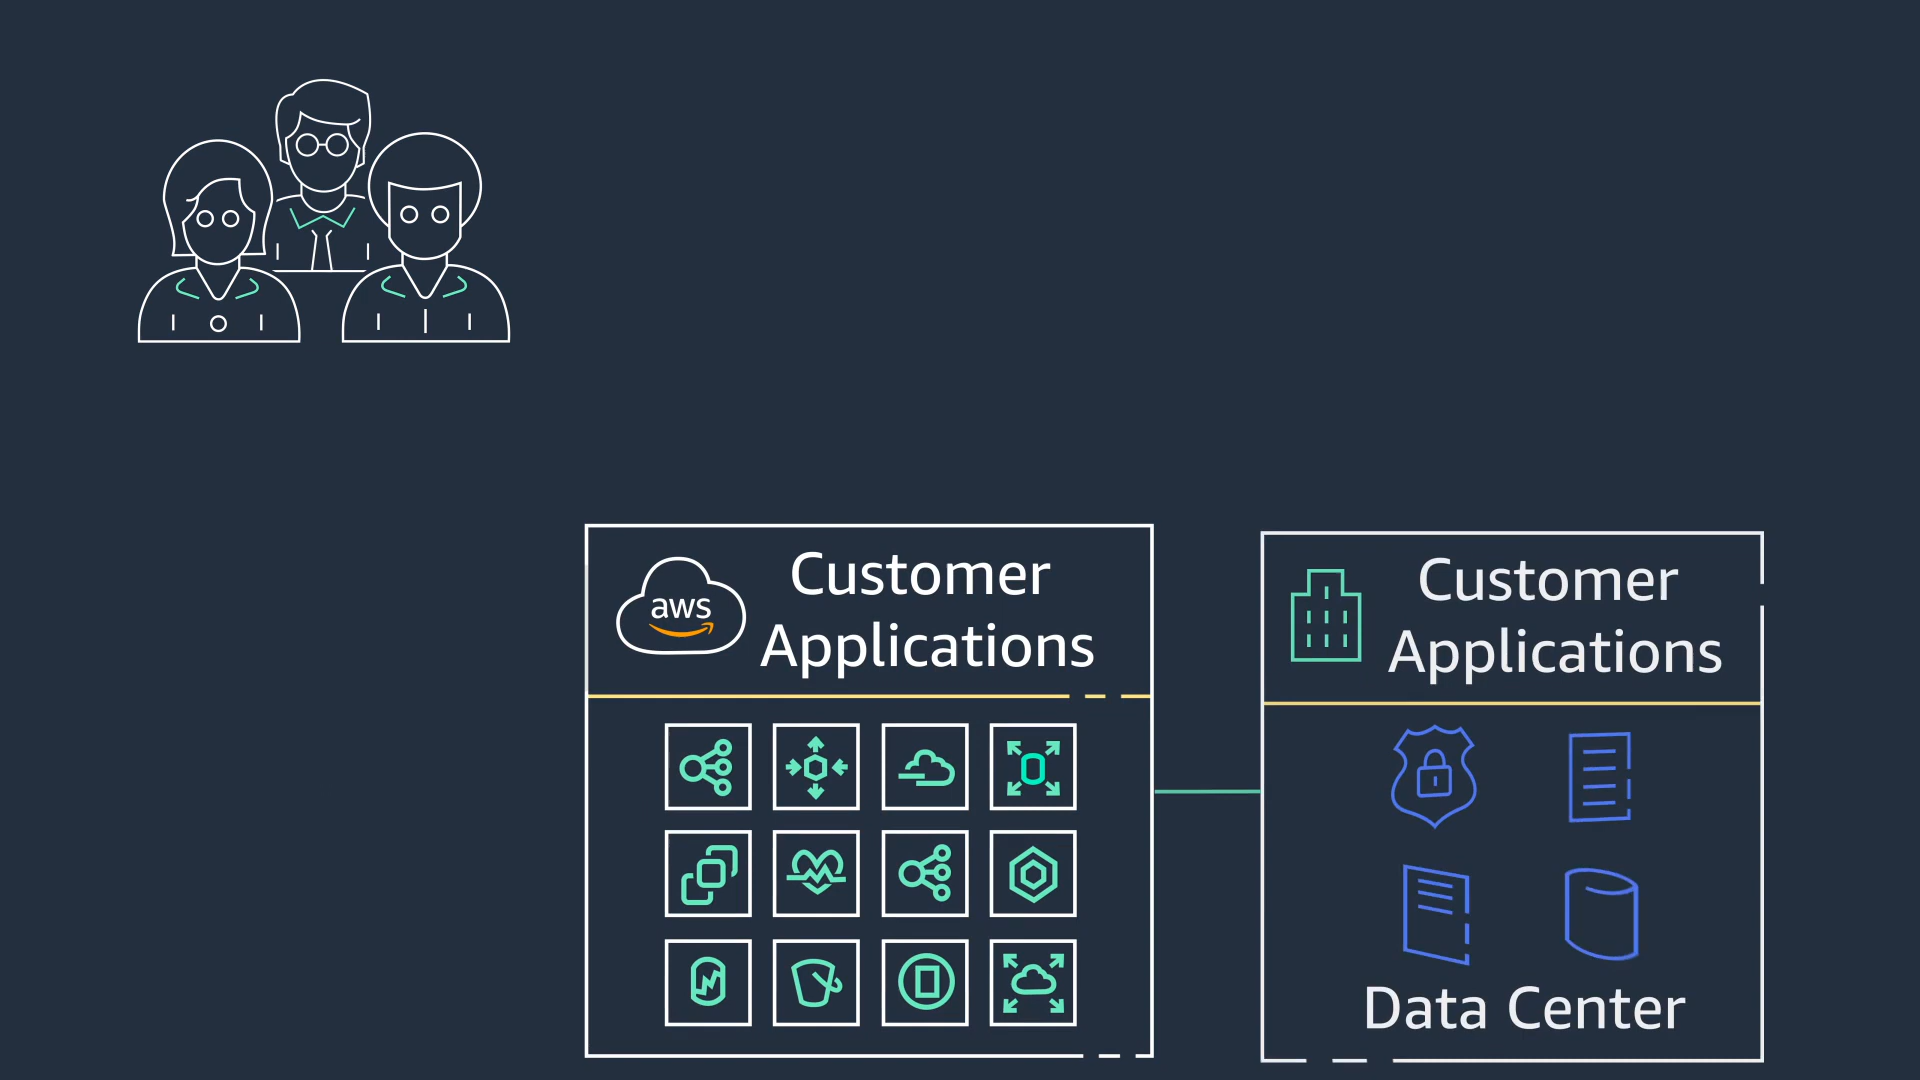 aws
Customer
Applications
Customer
Applications
Data Center